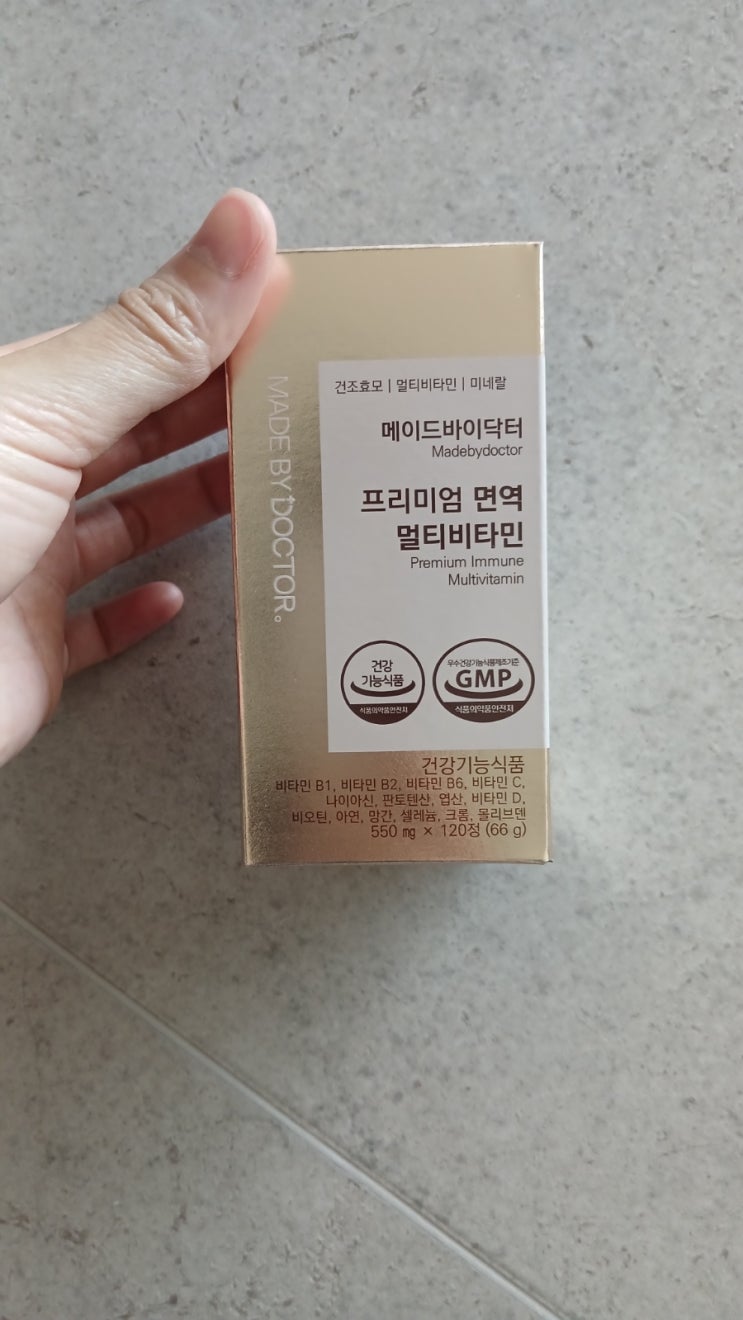 MADE BY DOCTOR.
건조효모 | 멀티비타민 | 미네랄
메이드바이닥터
Madebydoctor
프리미엄 면역
멀티비타민
Premium Immune
Multivitamin
건강
기능식품
식품의약품안전처
우수건강기능식품제조기준
GMP
식품의약품안전처
건강기능식품
비타민 B1, 비타민 B2, 비타민 B6, 비타민 C,
나이아신, 판토텐산, 엽산, 비타민 D,
비오틴, 아연, 망간, 셀레늄, 크롬, 몰리브덴
550 mg × 120정 (66 g)